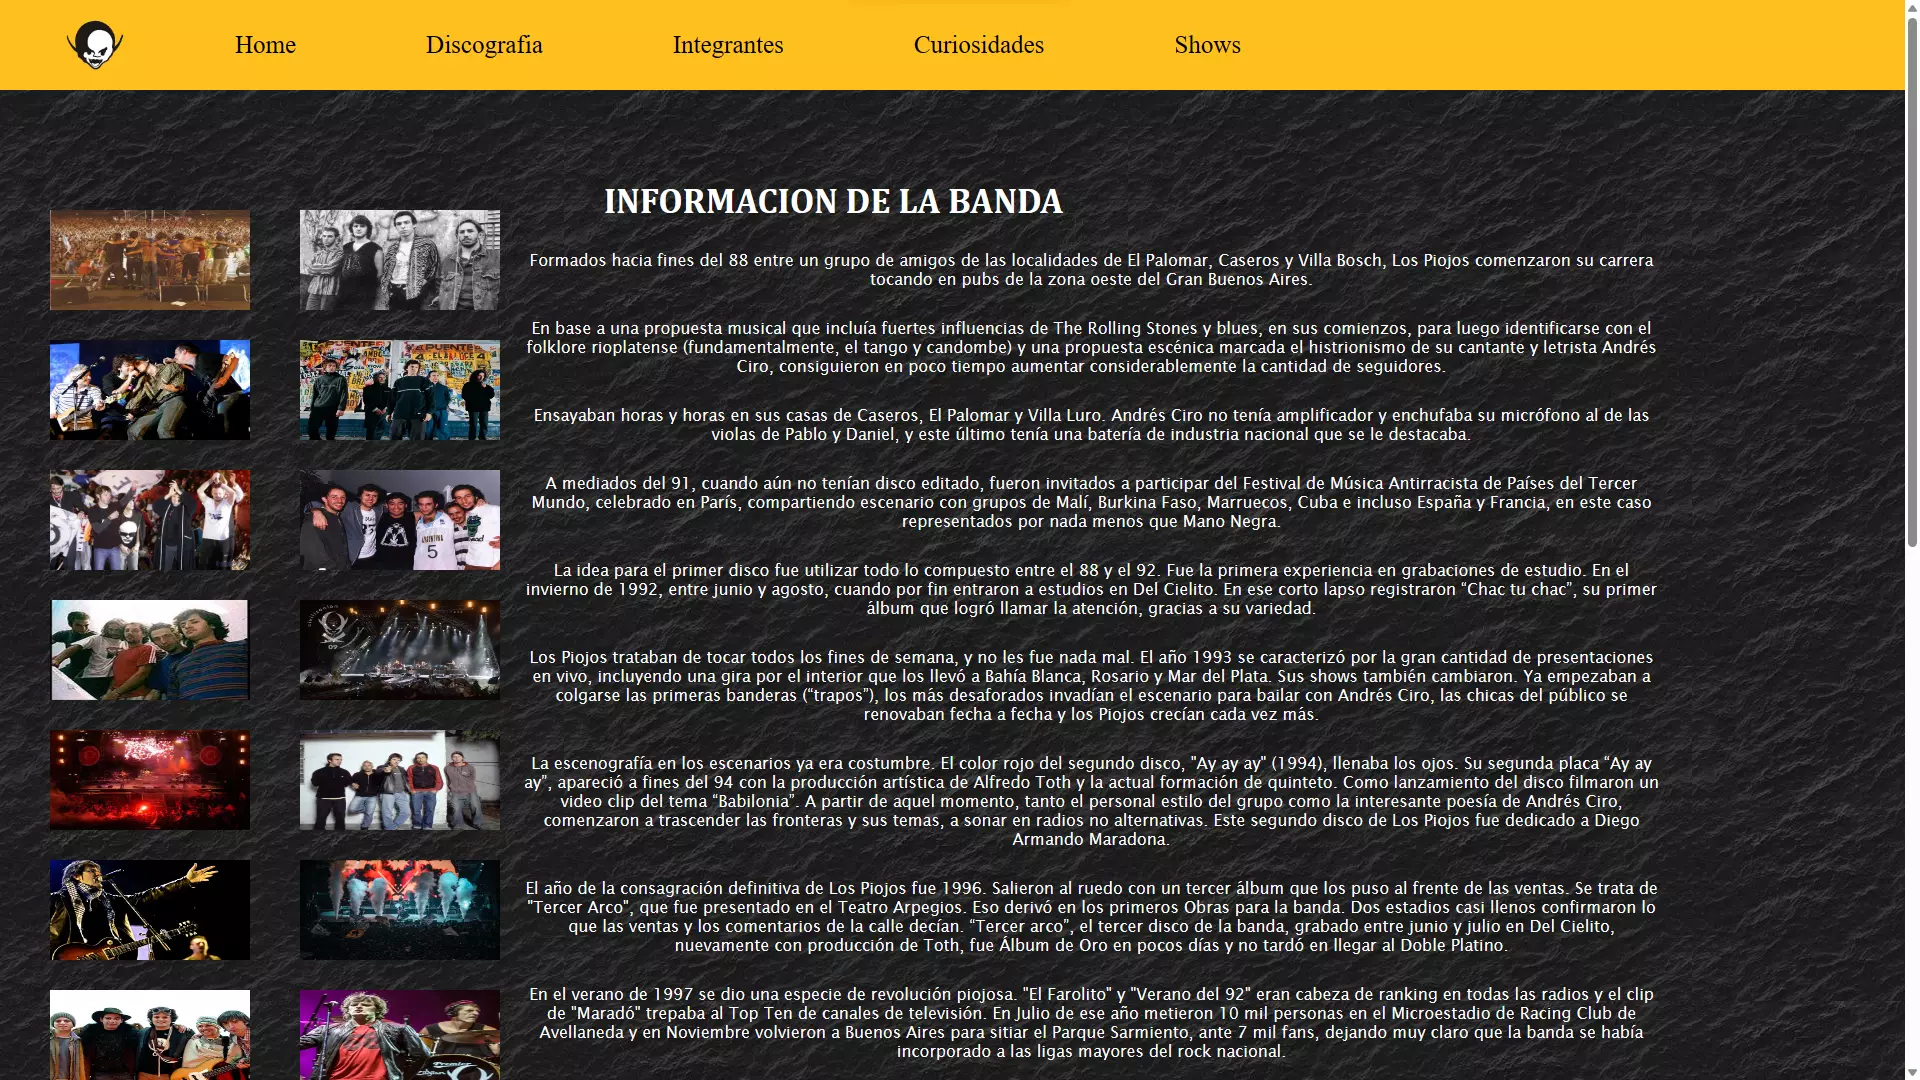 Home
Discografia
Integrantes
Curiosidades
Shows
INFORMACION DE LA BANDA
Formados hacia fines del 88 entre un grupo de amigos de las localidades de El Palomar, Caseros y Villa Bosch, Los Piojos comenzaron su carrera
tocando en pubs de la zona oeste del Gran Buenos Aires.
En base a una propuesta musical que incluía fuertes influencias de The Rolling Stones y blues, en sus comienzos, para luego identificarse con el
folklore rioplatense (fundamentalmente, el tango y candombe) y una propuesta escénica marcada el histrionismo de su cantante y letrista Andrés
Ciro, consiguieron en poco tiempo aumentar considerablemente la cantidad de seguidores.
Ensayaban horas y horas en sus casas de Caseros, El Palomar y Villa Luro. Andrés Ciro no tenía amplificador y enchufaba su micrófono al de las
violas de Pablo y Daniel, y este último tenía una batería de industria nacional que se le destacaba.
A mediados del 91, cuando aún no tenían disco editado, fueron invitados a participar del Festival de Música Antirracista de Países del Tercer
Mundo, celebrado en París, compartiendo escenario con grupos de Malí, Burkina Faso, Marruecos, Cuba e incluso España y Francia, en este caso
representados por nada menos que Mano Negra.
La idea para el primer disco fue utilizar todo lo compuesto entre el 88 y el 92. Fue la primera experiencia en grabaciones de estudio. En el
invierno de 1992, entre junio y agosto, cuando por fin entraron a estudios en Del Cielito. En ese corto lapso registraron “Chac tu chac”, su primer
álbum que logró llamar la atención, gracias a su variedad.
Los Piojos trataban de tocar todos los fines de semana, y no les fue nada mal. El año 1993 se caracterizó por la gran cantidad de presentaciones
en vivo, incluyendo una gira por el interior que los llevó a Bahía Blanca, Rosario y Mar del Plata. Sus shows también cambiaron. Ya empezaban a
colgarse las primeras banderas (“trapos”), los más desaforados invadían el escenario para bailar con Andrés Ciro, las chicas del público se
renovaban fecha a fecha y los Piojos crecían cada vez más.
La escenografía en los escenarios ya era costumbre. El color rojo del segundo disco, "Ay ay ay" (1994), llenaba los ojos. Su segunda placa “Ay ay
ay”, apareció a fines del 94 con la producción artística de Alfredo Toth y la actual formación de quinteto. Como lanzamiento del disco filmaron un
video clip del tema “Babilonia”. A partir de aquel momento, tanto el personal estilo del grupo como la interesante poesía de Andrés Ciro,
comenzaron a trascender las fronteras y sus temas, a sonar en radios no alternativas. Este segundo disco de Los Piojos fue dedicado a Diego
Armando Maradona.
El año de la consagración definitiva de Los Piojos fue 1996. Salieron al ruedo con un tercer álbum que los puso al frente de las ventas. Se trata de
"Tercer Arco", que fue presentado en el Teatro Arpegios. Eso derivó en los primeros Obras para la banda. Dos estadios casi llenos confirmaron lo
que las ventas y los comentarios de la calle decían. “Tercer arco”, el tercer disco de la banda, grabado entre junio y julio en Del Cielito,
nuevamente con producción de Toth, fue Álbum de Oro en pocos días y no tardó en llegar al Doble Platino.
En el verano de 1997 se dio una especie de revolución piojosa. "El Farolito" y "Verano del 92" eran cabeza de ranking en todas las radios y el clip
de "Maradó" trepaba al Top Ten de canales de televisión. En Julio de ese año metieron 10 mil personas en el Microestadio de Racing Club de
Avellaneda y en Noviembre volvieron a Buenos Aires para sitiar el Parque Sarmiento, ante 7 mil fans, dejando muy claro que la banda se había
incorporado a las ligas mayores del rock nacional.